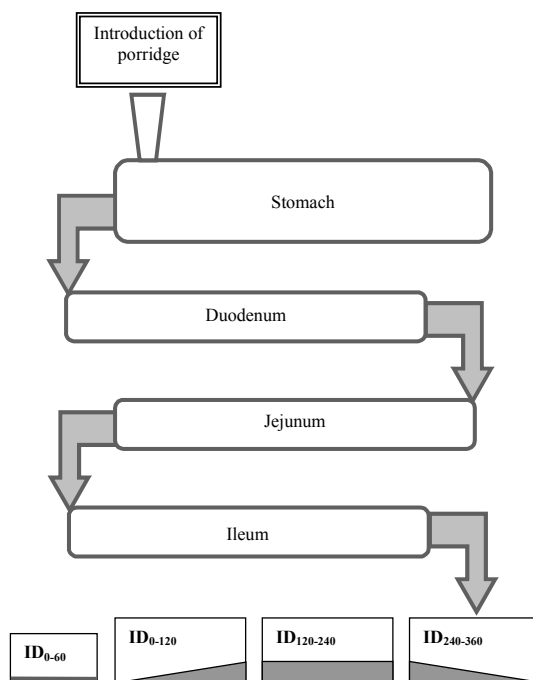 Introduction of
porridge
Stomach
Duodenum
Jejunum
Ileum
ID0-60
ID0-120
ID120-240
ID240-360